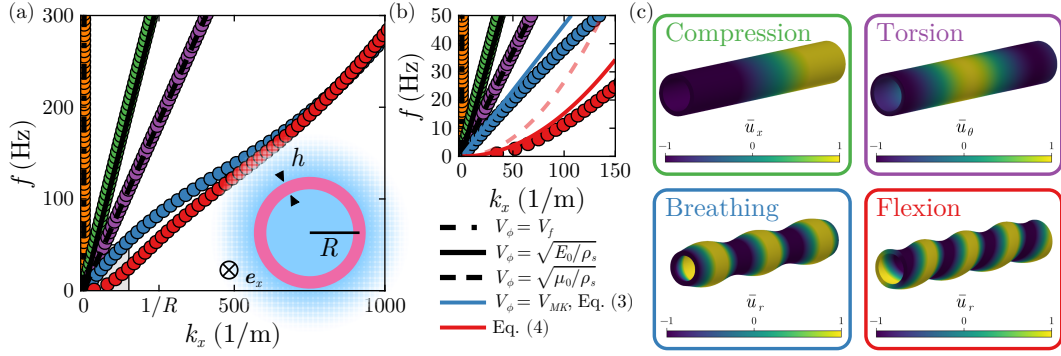 (a)
300
200
100
0
f (Hz)
0
1/R
500
1000
k_x (1/m)
h
R
e_x
(b)
50
40
30
20
10
0
f (Hz)
0
50
100
150
k_x (1/m)
V_ϕ = V_f
V_ϕ = √E_0/ρ_s
V_ϕ = √μ_0/ρ_s
V_ϕ = V_MK, Eq. (3)
Eq. (4)
(c)
Compression
ū_x
−1 0 1
Torsion
ū_θ
−1 0 1
Breathing
ū_r
−1 0 1
Flexion
ū_r
−1 0 1